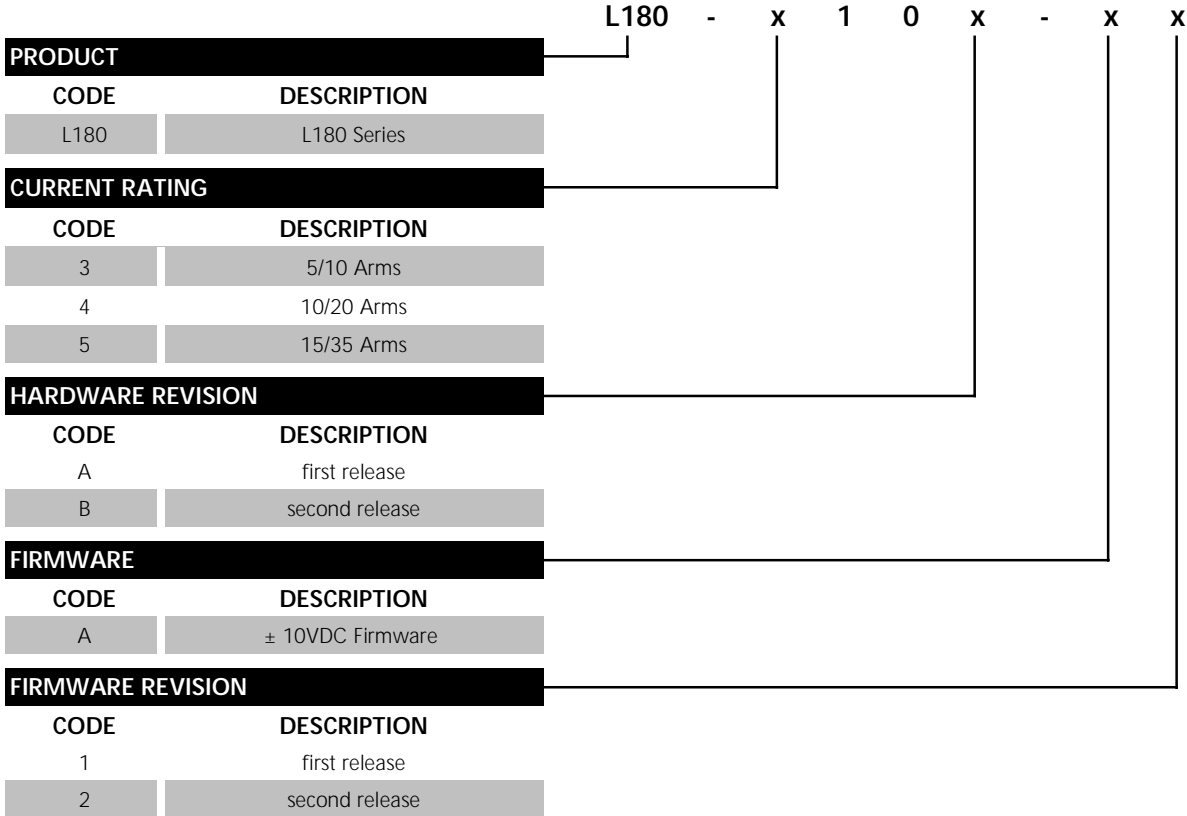 L180 - x 1 0 x - x x
PRODUCT
CODE DESCRIPTION
L180 L180 Series
CURRENT RATING
CODE DESCRIPTION
3 5/10 Arms
4 10/20 Arms
5 15/35 Arms
HARDWARE REVISION
CODE DESCRIPTION
A first release
B second release
FIRMWARE
CODE DESCRIPTION
A ± 10VDC Firmware
FIRMWARE REVISION
CODE DESCRIPTION
1 first release
2 second release